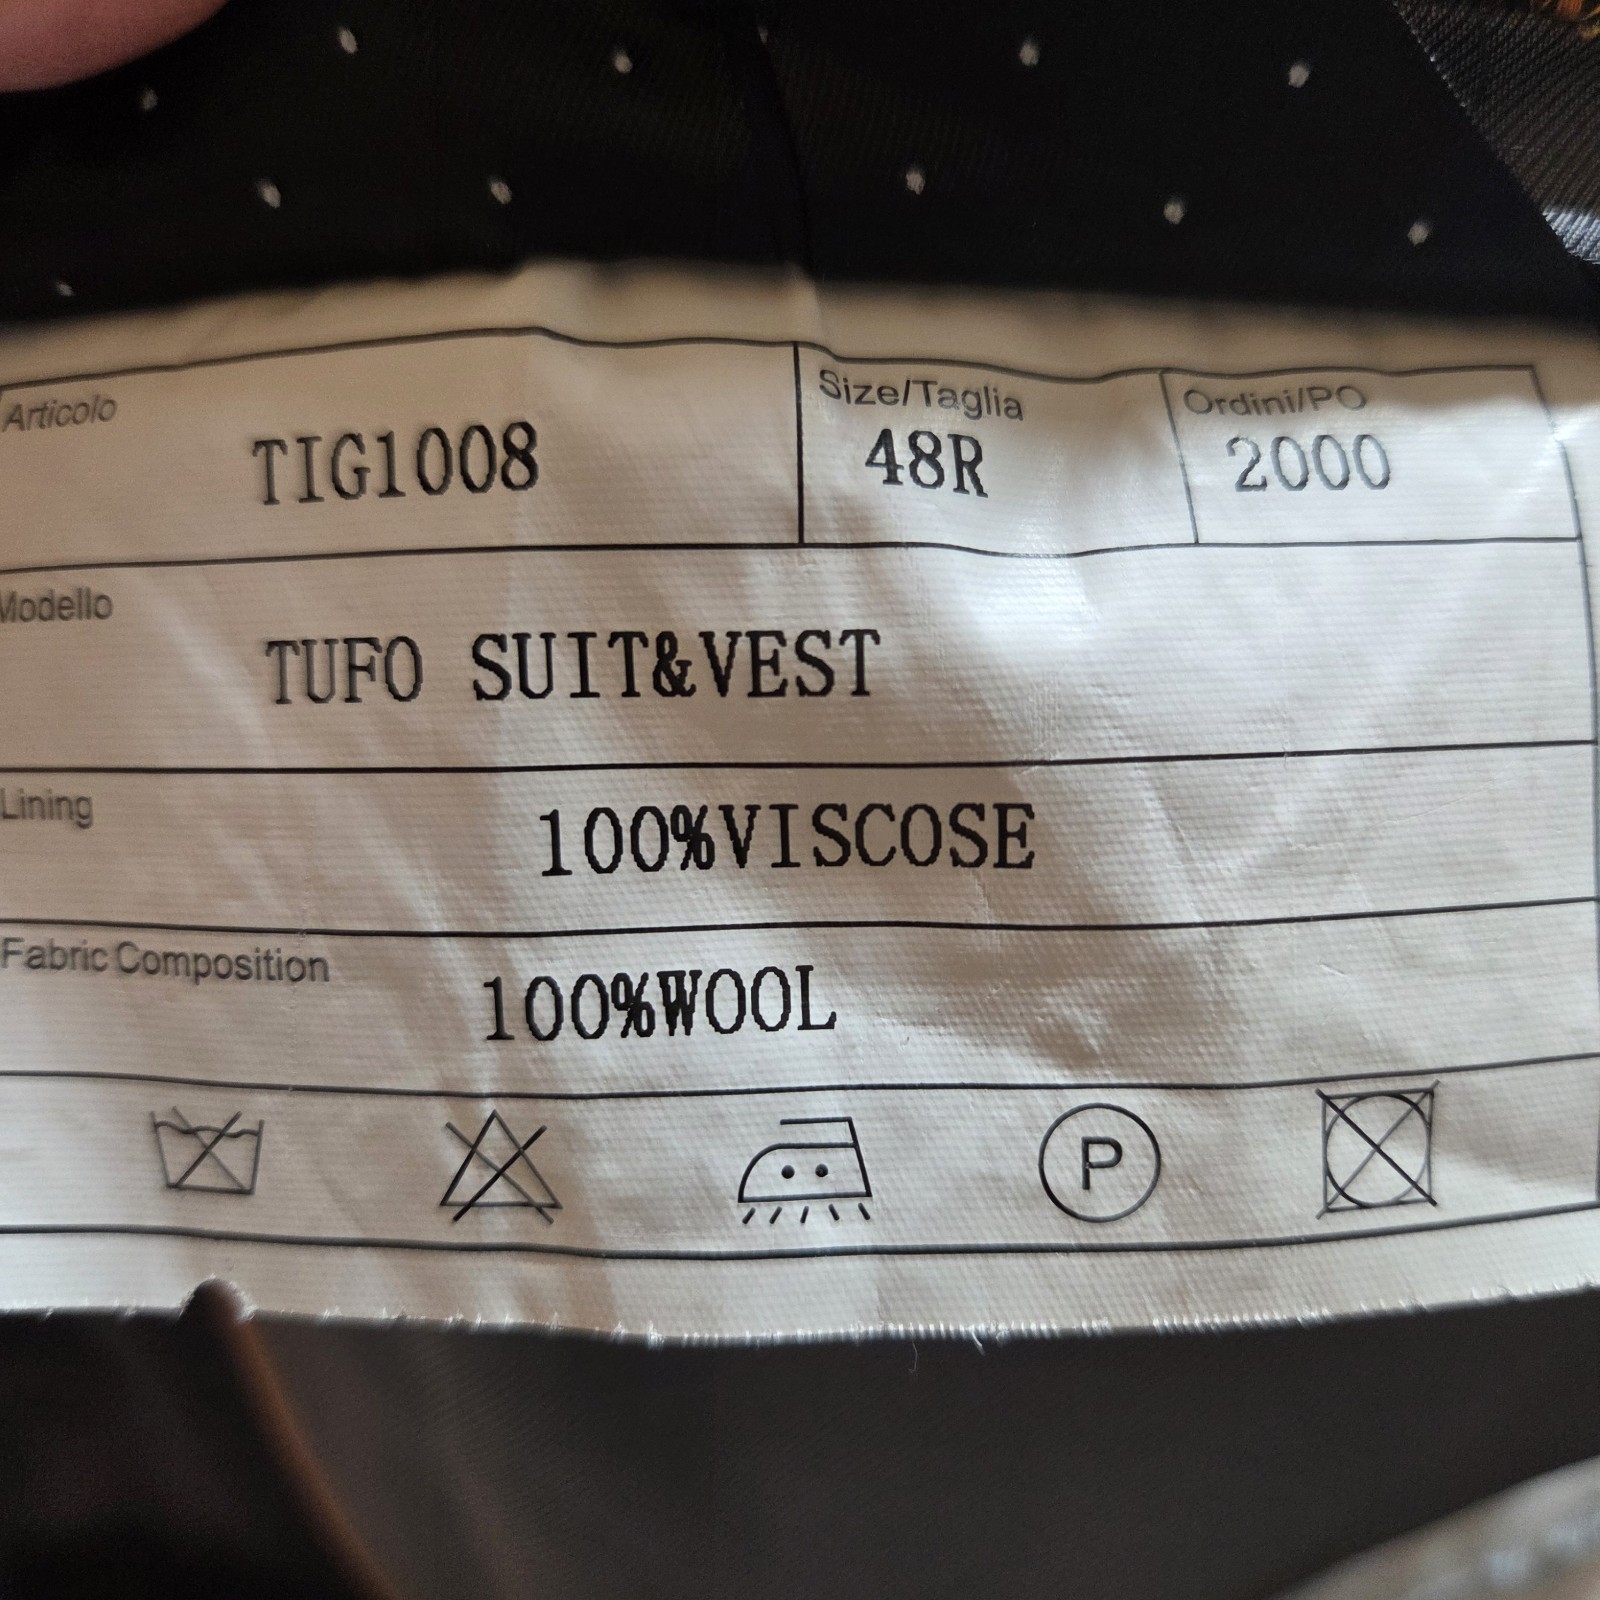 Articolo
TIG1008
Size/Taglia
48R
Ordini/PO
2000
Modello
TUFO SUIT&VEST
Lining
100%VISCOSE
Fabric Composition
100%WOOL
P